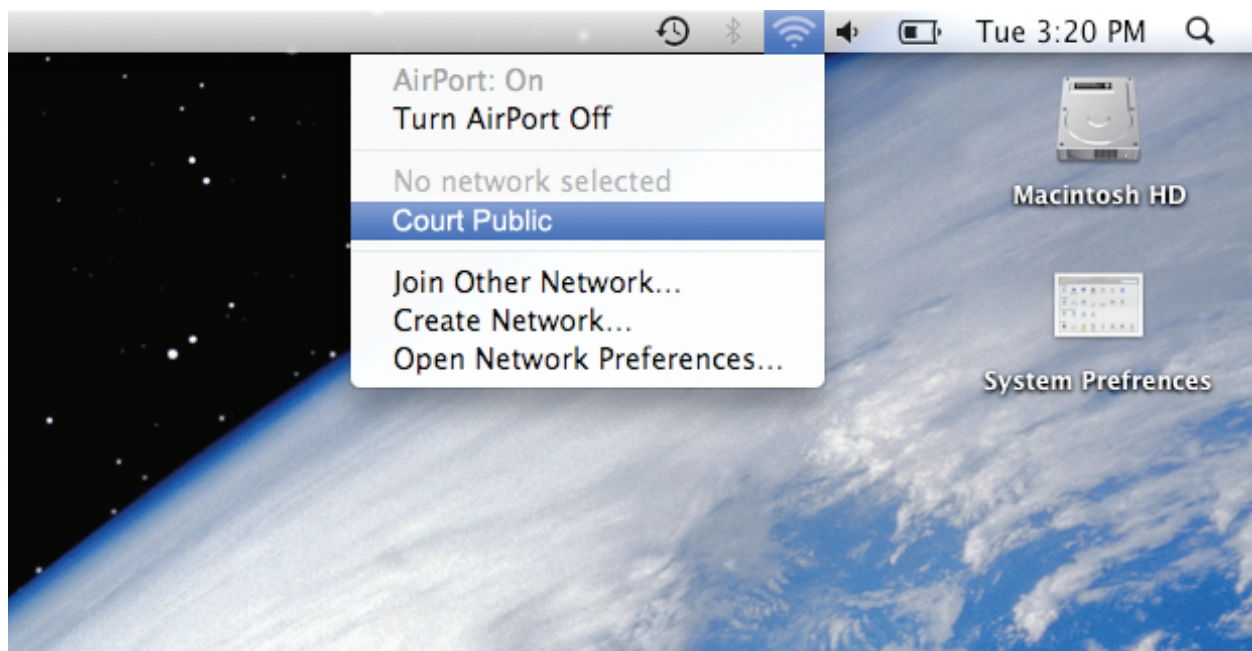 Tue 3:20 PM
AirPort: On
Turn AirPort Off
No network selected
Court Public
Join Other Network...
Create Network...
Open Network Preferences...
Macintosh HD
System Prefrences